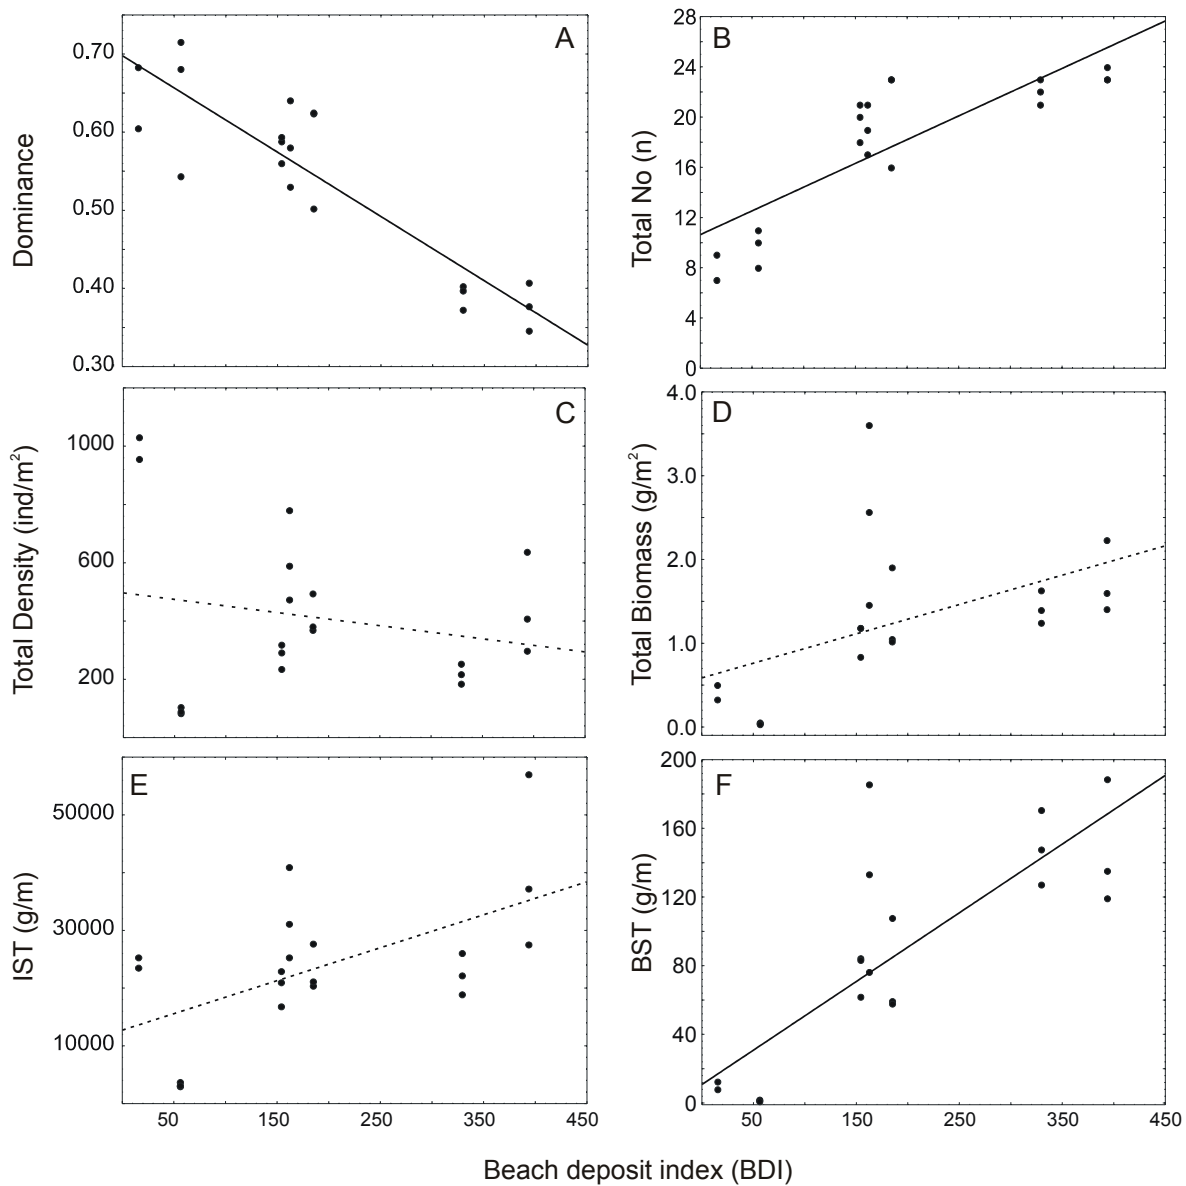 A
0.70
0.60
0.50
0.40
0.30
Dominance
B
28
24
20
16
12
8
4
0
Total No (n)
C
1000
600
200
Total Density (ind/m²)
D
4.0
3.0
2.0
1.0
0.0
Total Biomass (g/m²)
E
50000
30000
10000
IST (g/m)
50 150 250 350 450
F
200
160
120
80
40
0
BST (g/m)
50 150 250 350 450
Beach deposit index (BDI)